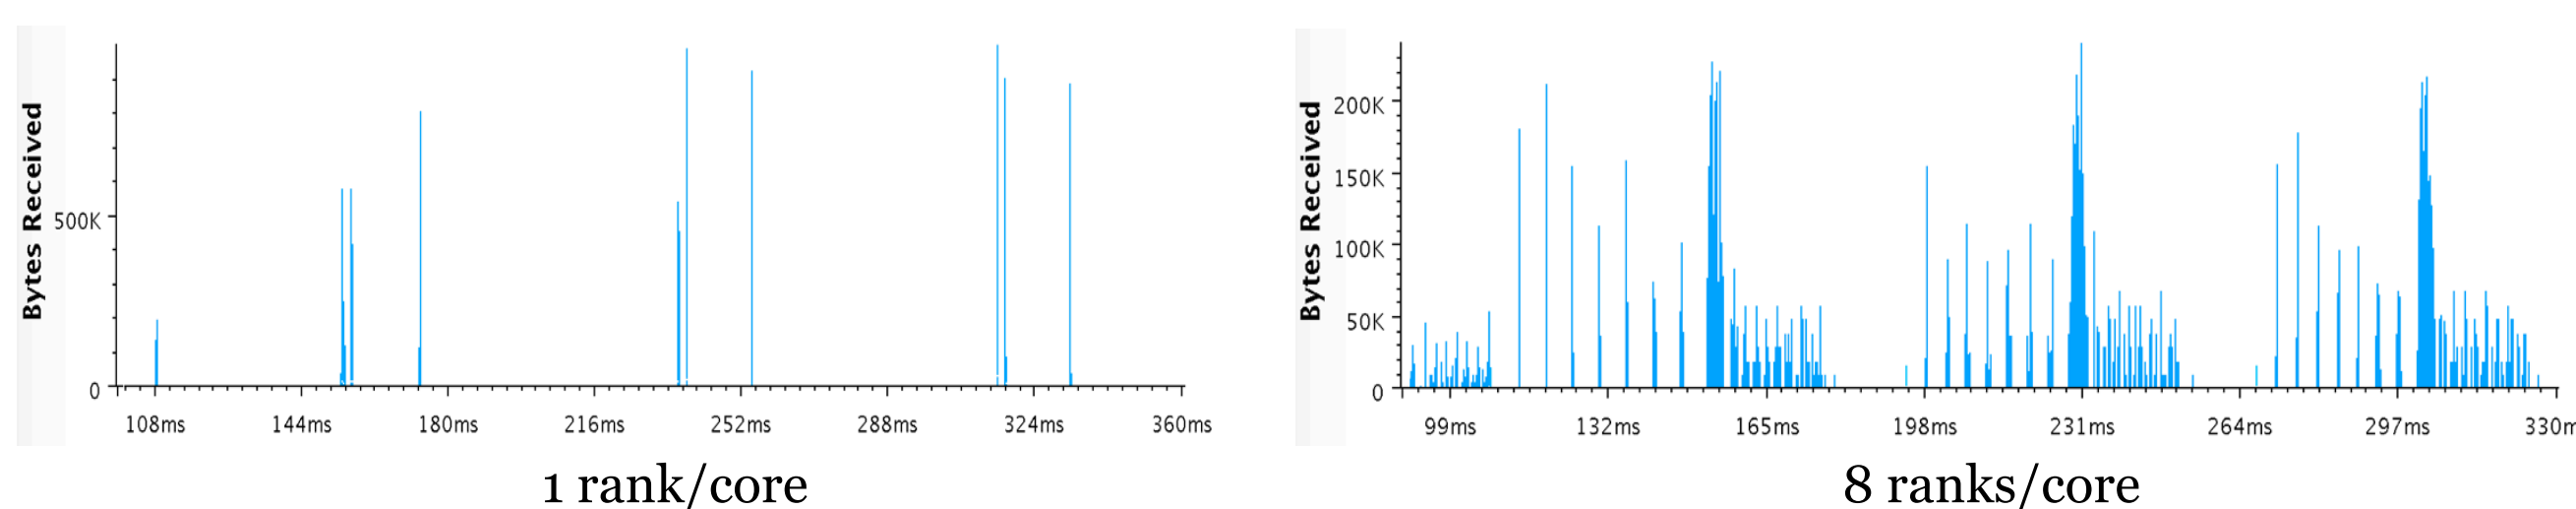 Bytes Received
500K
0
108ms 144ms 180ms 216ms 252ms 288ms 324ms 360ms
1 rank/core
Bytes Received
200K
150K
100K
50K
0
99ms 132ms 165ms 198ms 231ms 264ms 297ms 330m
8 ranks/core